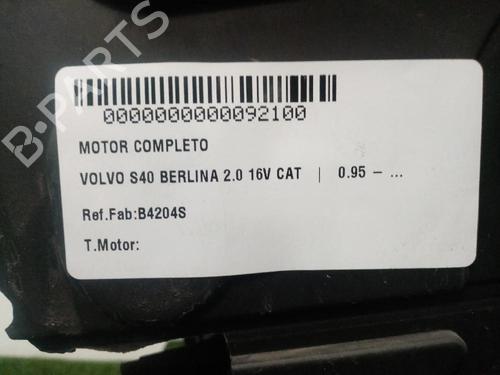 B-PARTS
0000000000092100
MOTOR COMPLETO
VOLVO S40 BERLINA 2.0 16V CAT | 0.95 - ...
Ref.Fab:B4204S
T.Motor: